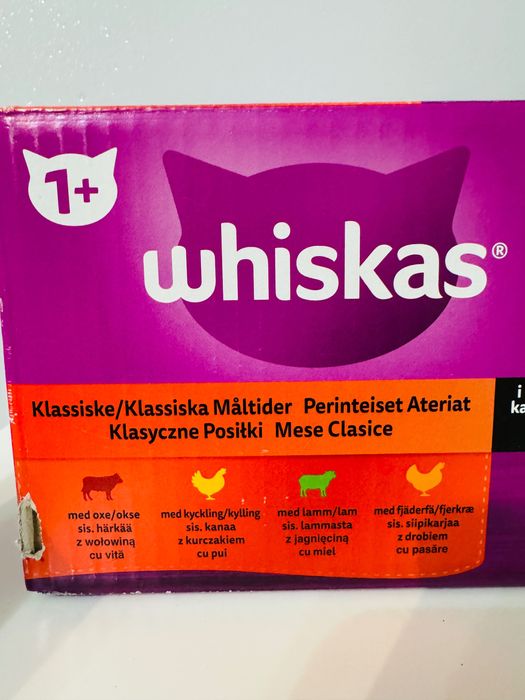 1+
whiskas®
Klassiske/Klassiska Måltider Perinteiset Ateriat
Klasyczne Posiłki Mese Clasice
i
ka
med oxe/okse
sis. härkää
z wołowiną
cu vită
med kyckling/kylling
sis. kanaa
z kurczakiem
cu pui
med lamm/lam
sis. lammasta
z jagnięciną
cu miel
med fjäderfä/fjerkræ
sis. siipikarjaa
z drobiem
cu pasăre